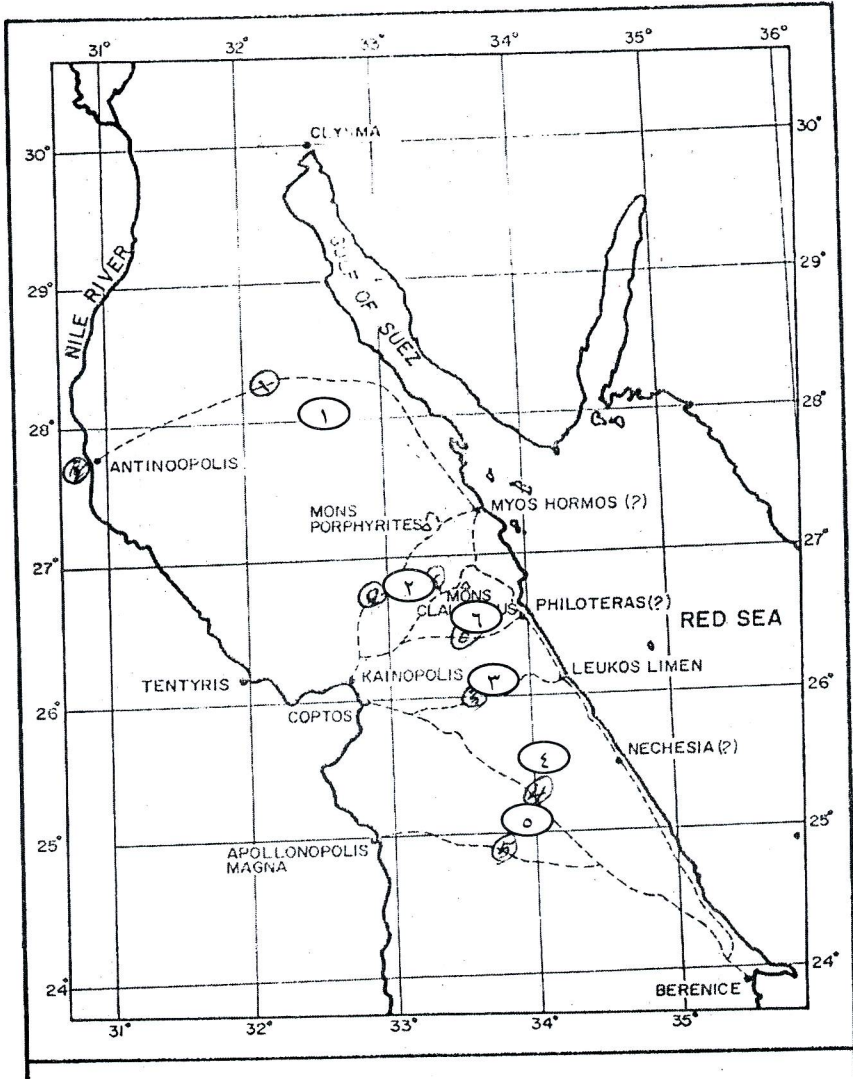 31° 32° 33° 34° 35° 36°
CLYSMA
30° 30°
GULF OF SUEZ
NILE RIVER
29° 29°
28° 28°
١
ANTINOOPOLIS
MONS
PORPHYRITES
MYOS HORMOS (?)
27° 27°
٢
MONS
PHILOTERAS(?)
٦
RED SEA
TENTYRIS
KAINOPOLIS
٣
LEUKOS LIMEN
26° 26°
COPTOS
NECHESIA(?)
٤
٥
25° 25°
APOLLONOPOLIS
MAGNA
24° 24°
BERENICE
31° 32° 33° 34° 35°